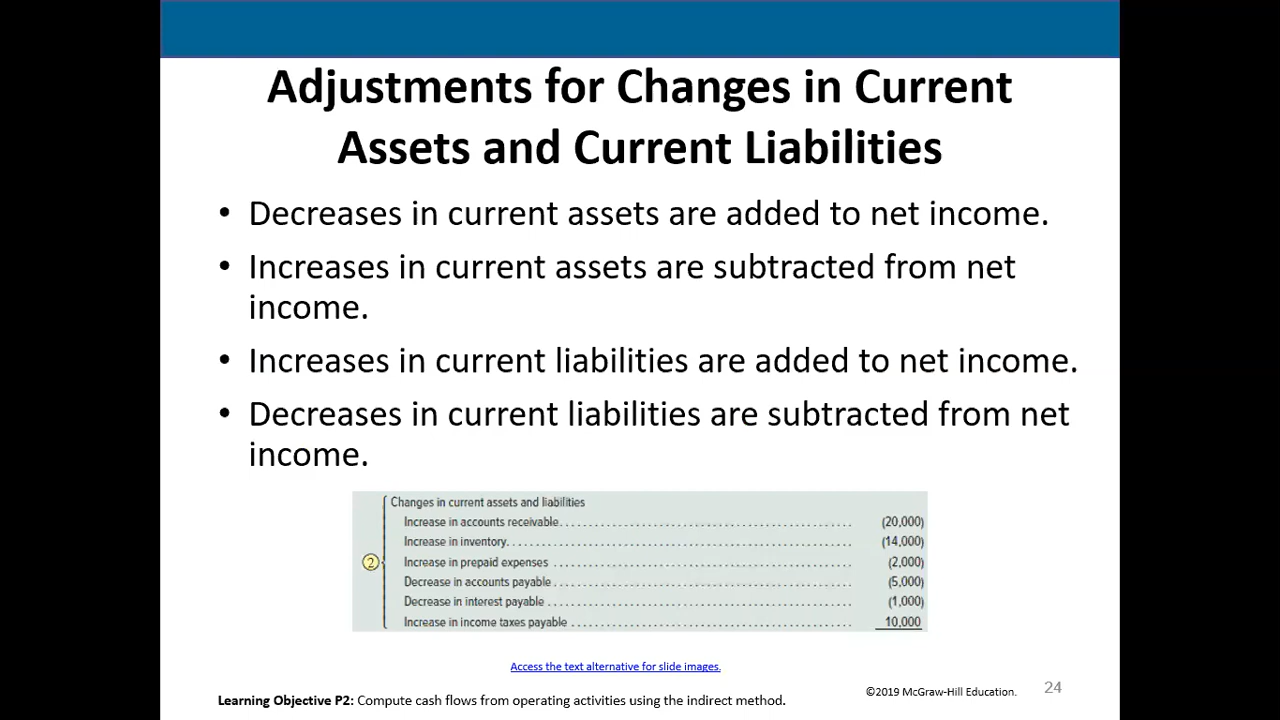 Adjustments for Changes in Current
Assets and Current Liabilities
• Decreases in current assets are added to net income.
• Increases in current assets are subtracted from net
income.
• Increases in current liabilities are added to net income.
• Decreases in current liabilities are subtracted from net
income.
Changes in current assets and liabilities
Increase in accounts receivable (20,000)
Increase in inventory (14,000)
② Increase in prepaid expenses (2,000)
Decrease in accounts payable (5,000)
Decrease in interest payable (1,000)
Increase in income taxes payable 10,000
Access the text alternative for slide images.
Learning Objective P2: Compute cash flows from operating activities using the indirect method.
©2019 McGraw-Hill Education.
24